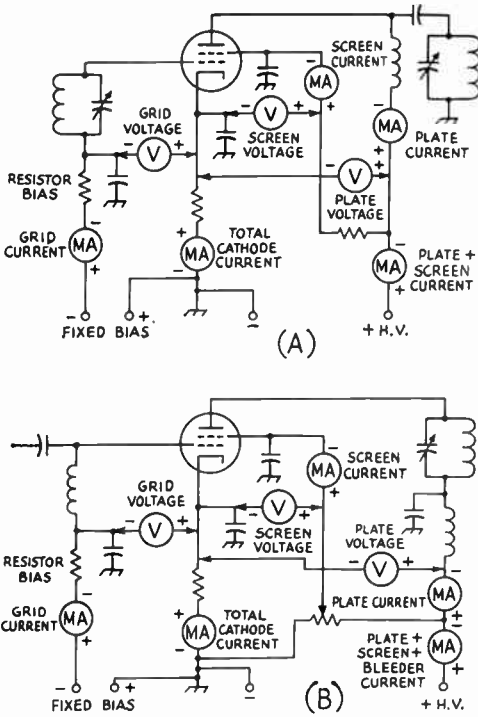 SCREEN
CURRENT
MA
GRID
VOLTAGE
V
V
SCREEN
VOLTAGE
MA
PLATE
CURRENT
RESISTOR
BIAS
V
PLATE
VOLTAGE
GRID
CURRENT
MA
MA
TOTAL
CATHODE
CURRENT
MA
PLATE +
SCREEN
CURRENT
FIXED BIAS
(A)
+ H.V.
MA
SCREEN
CURRENT
GRID
VOLTAGE
V
V
SCREEN
VOLTAGE
PLATE
VOLTAGE
V
RESISTOR
BIAS
PLATE CURRENT
MA
GRID
CURRENT
MA
MA
TOTAL
CATHODE
CURRENT
PLATE +
SCREEN +
BLEEDER
CURRENT
MA
FIXED BIAS
(B)
+ H.V.